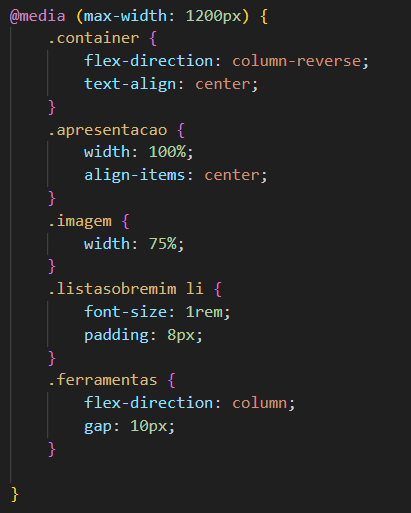 @media (max-width: 1200px) {
    .container {
        flex-direction: column-reverse;
        text-align: center;
    }
    .apresentacao {
        width: 100%;
        align-items: center;
    }
    .imagem {
        width: 75%;
    }
    .listasobremim li {
        font-size: 1rem;
        padding: 8px;
    }
    .ferramentas {
        flex-direction: column;
        gap: 10px;
    }

}